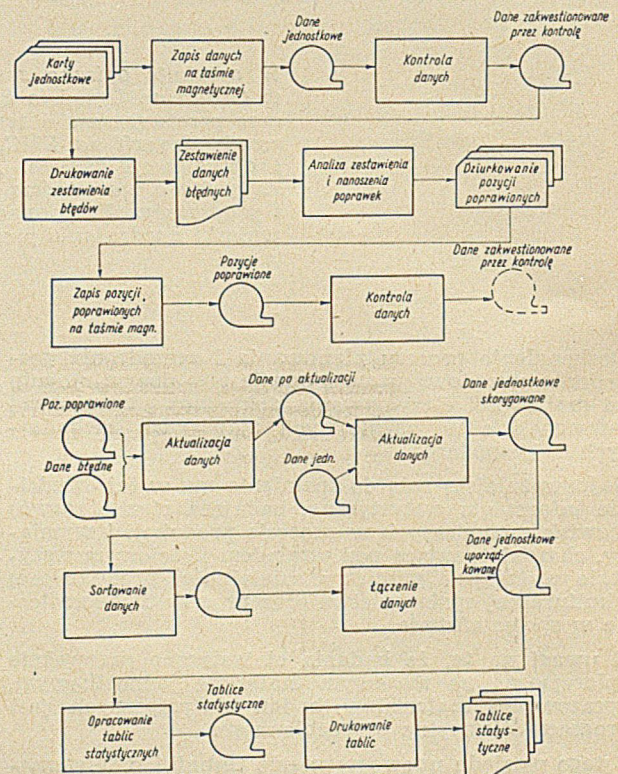 Karty
jednostkowe
Zapis danych
na taśmie
magnetycznej
Dane
jednostkowe
Kontrola
danych
Dane zakwestionowane
przez kontrolę
Drukowanie
zestawienia
błędów
Zestawienie
danych
błędnych
Analiza zestawienia
i nanoszenia
poprawek
Dziurkowanie
pozycji
poprawionych
Zapis pozycji
poprawionych
na taśmie magn.
Pozycje
poprawione
Kontrola
danych
Dane zakwestionowane
przez kontrolę
Poz. poprawione
Dane błędne
Aktualizacja
danych
Dane po aktualizacji
Dane jedn.
Aktualizacja
danych
Dane jednostkowe
skorygowane
Sortowanie
danych
Łączenie
danych
Dane jednostkowe
uporząd-
kowane
Opracowanie
tablic
statystycznych
Tablice
statystyczne
Drukowanie
tablic
Tablice
statys-
tyczne